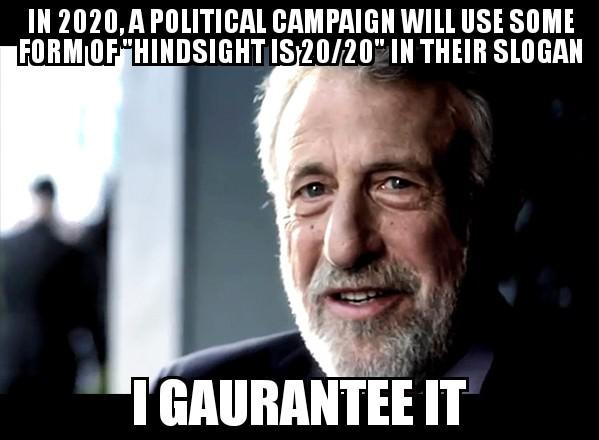 IN 2020, A POLITICAL CAMPAIGN WILL USE SOME
FORM OF "HINDSIGHT IS 20/20" IN THEIR SLOGAN
I GAURANTEE IT